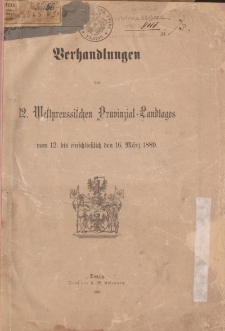 Verhandlungen
des
12. Westpreussischen Provinzial-Landtages
vom 12. bis einschließlich den 16. März 1889.
Danzig.